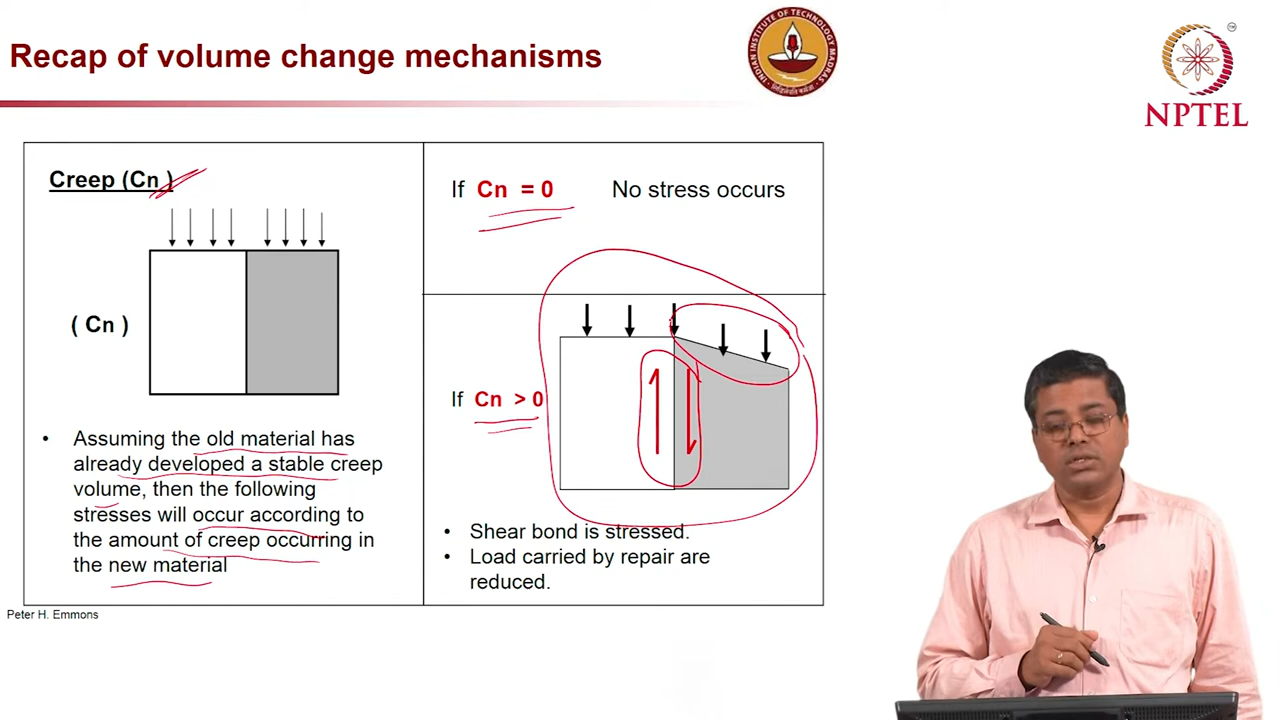 Recap of volume change mechanisms
NPTEL
Creep (Cn )
( Cn )
• Assuming the old material has
already developed a stable creep
volume, then the following
stresses will occur according to
the amount of creep occurring in
the new material
If Cn = 0 No stress occurs
If Cn > 0
• Shear bond is stressed.
• Load carried by repair are
reduced.
Peter H. Emmons